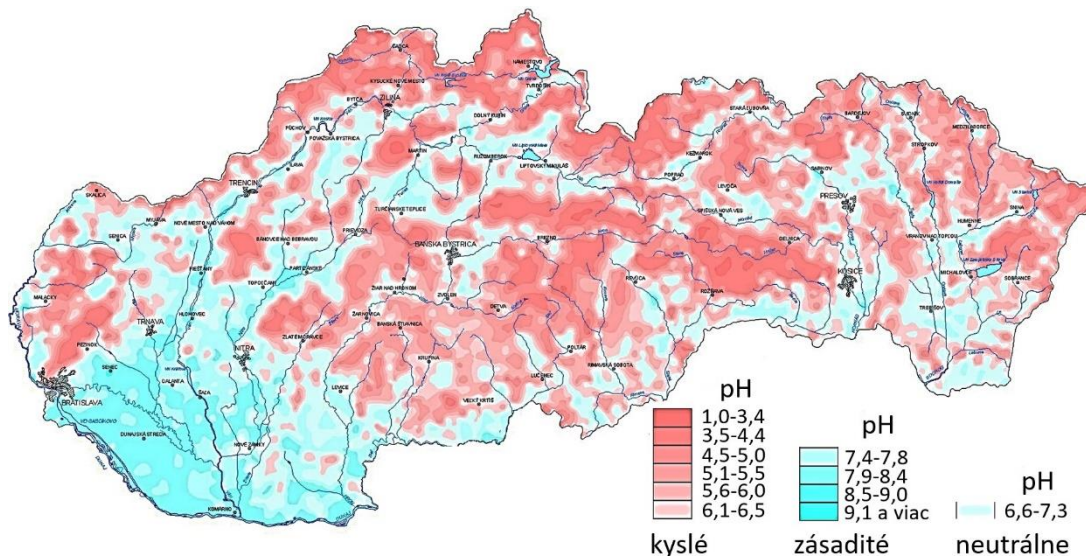 ČADCA
NÁMESTOVO
KYSUCKÉ NOVÉ MESTO
TVRDOŠÍN
ŽILINA
BYTČA
STARÁ ĽUBOVŇA
BARDEJOV
SVIDNÍK
MEDZILABORCE
DOLNÝ KUBÍN
PÚCHOV
POVAŽSKÁ BYSTRICA
STROPKOV
MARTIN
RUŽOMBEROK
LIPTOVSKÝ MIKULÁŠ
KEŽMAROK
ILAVA
POPRAD
SABINOV
TRENČÍN
LEVOČA
PREŠOV
SKALICA
SNINA
TURČIANSKE TEPLICE
SPIŠSKÁ NOVÁ VES
HUMENNÉ
MYJAVA
NOVÉ MESTO NAD VÁHOM
SENICA
PRIEVIDZA
BÁNOVCE NAD BEBRAVOU
BANSKÁ BYSTRICA
BREZNO
GELNICA
VRANOV NAD TOPĽOU
PIEŠŤANY
PARTIZÁNSKE
MICHALOVCE
KOŠICE
SOBRANCE
TOPOĽČANY
REVÚCA
ŽIAR NAD HRONOM
ZVOLEN
ROŽŇAVA
MALACKY
HLOHOVEC
DETVA
ŽARNOVICA
TREBIŠOV
TRNAVA
BANSKÁ ŠTIAVNICA
ZLATÉ MORAVCE
PEZINOK
NITRA
KRUPINA
POLTÁR
SENEC
RIMAVSKÁ SOBOTA
GALANTA
LEVICE
LUČENEC
ŠAĽA
BRATISLAVA
VEĽKÝ KRTÍŠ
DUNAJSKÁ STREDA
NOVÉ ZÁMKY
KOMÁRNO
pH
1,0-3,4
3,5-4,4
4,5-5,0
5,1-5,5
5,6-6,0
6,1-6,5
kyslé
pH
7,4-7,8
7,9-8,4
8,5-9,0
9,1 a viac
zásadité
pH
6,6-7,3
neutrálne